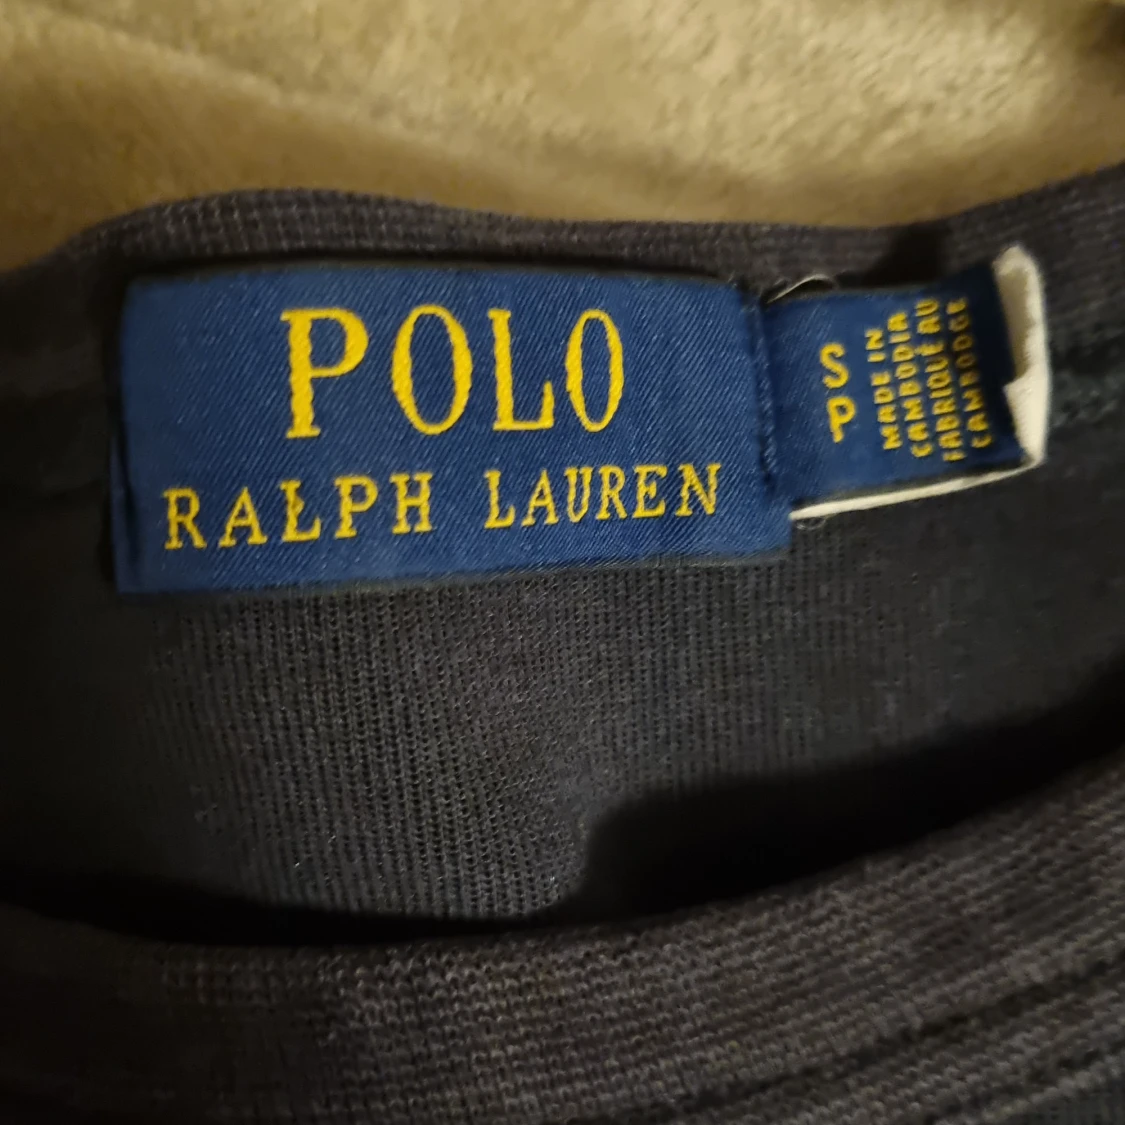 POLO
RALPH LAUREN
S
P
MADE IN
CAMBODIA
FABRIQUÉ AU
CAMBODGE